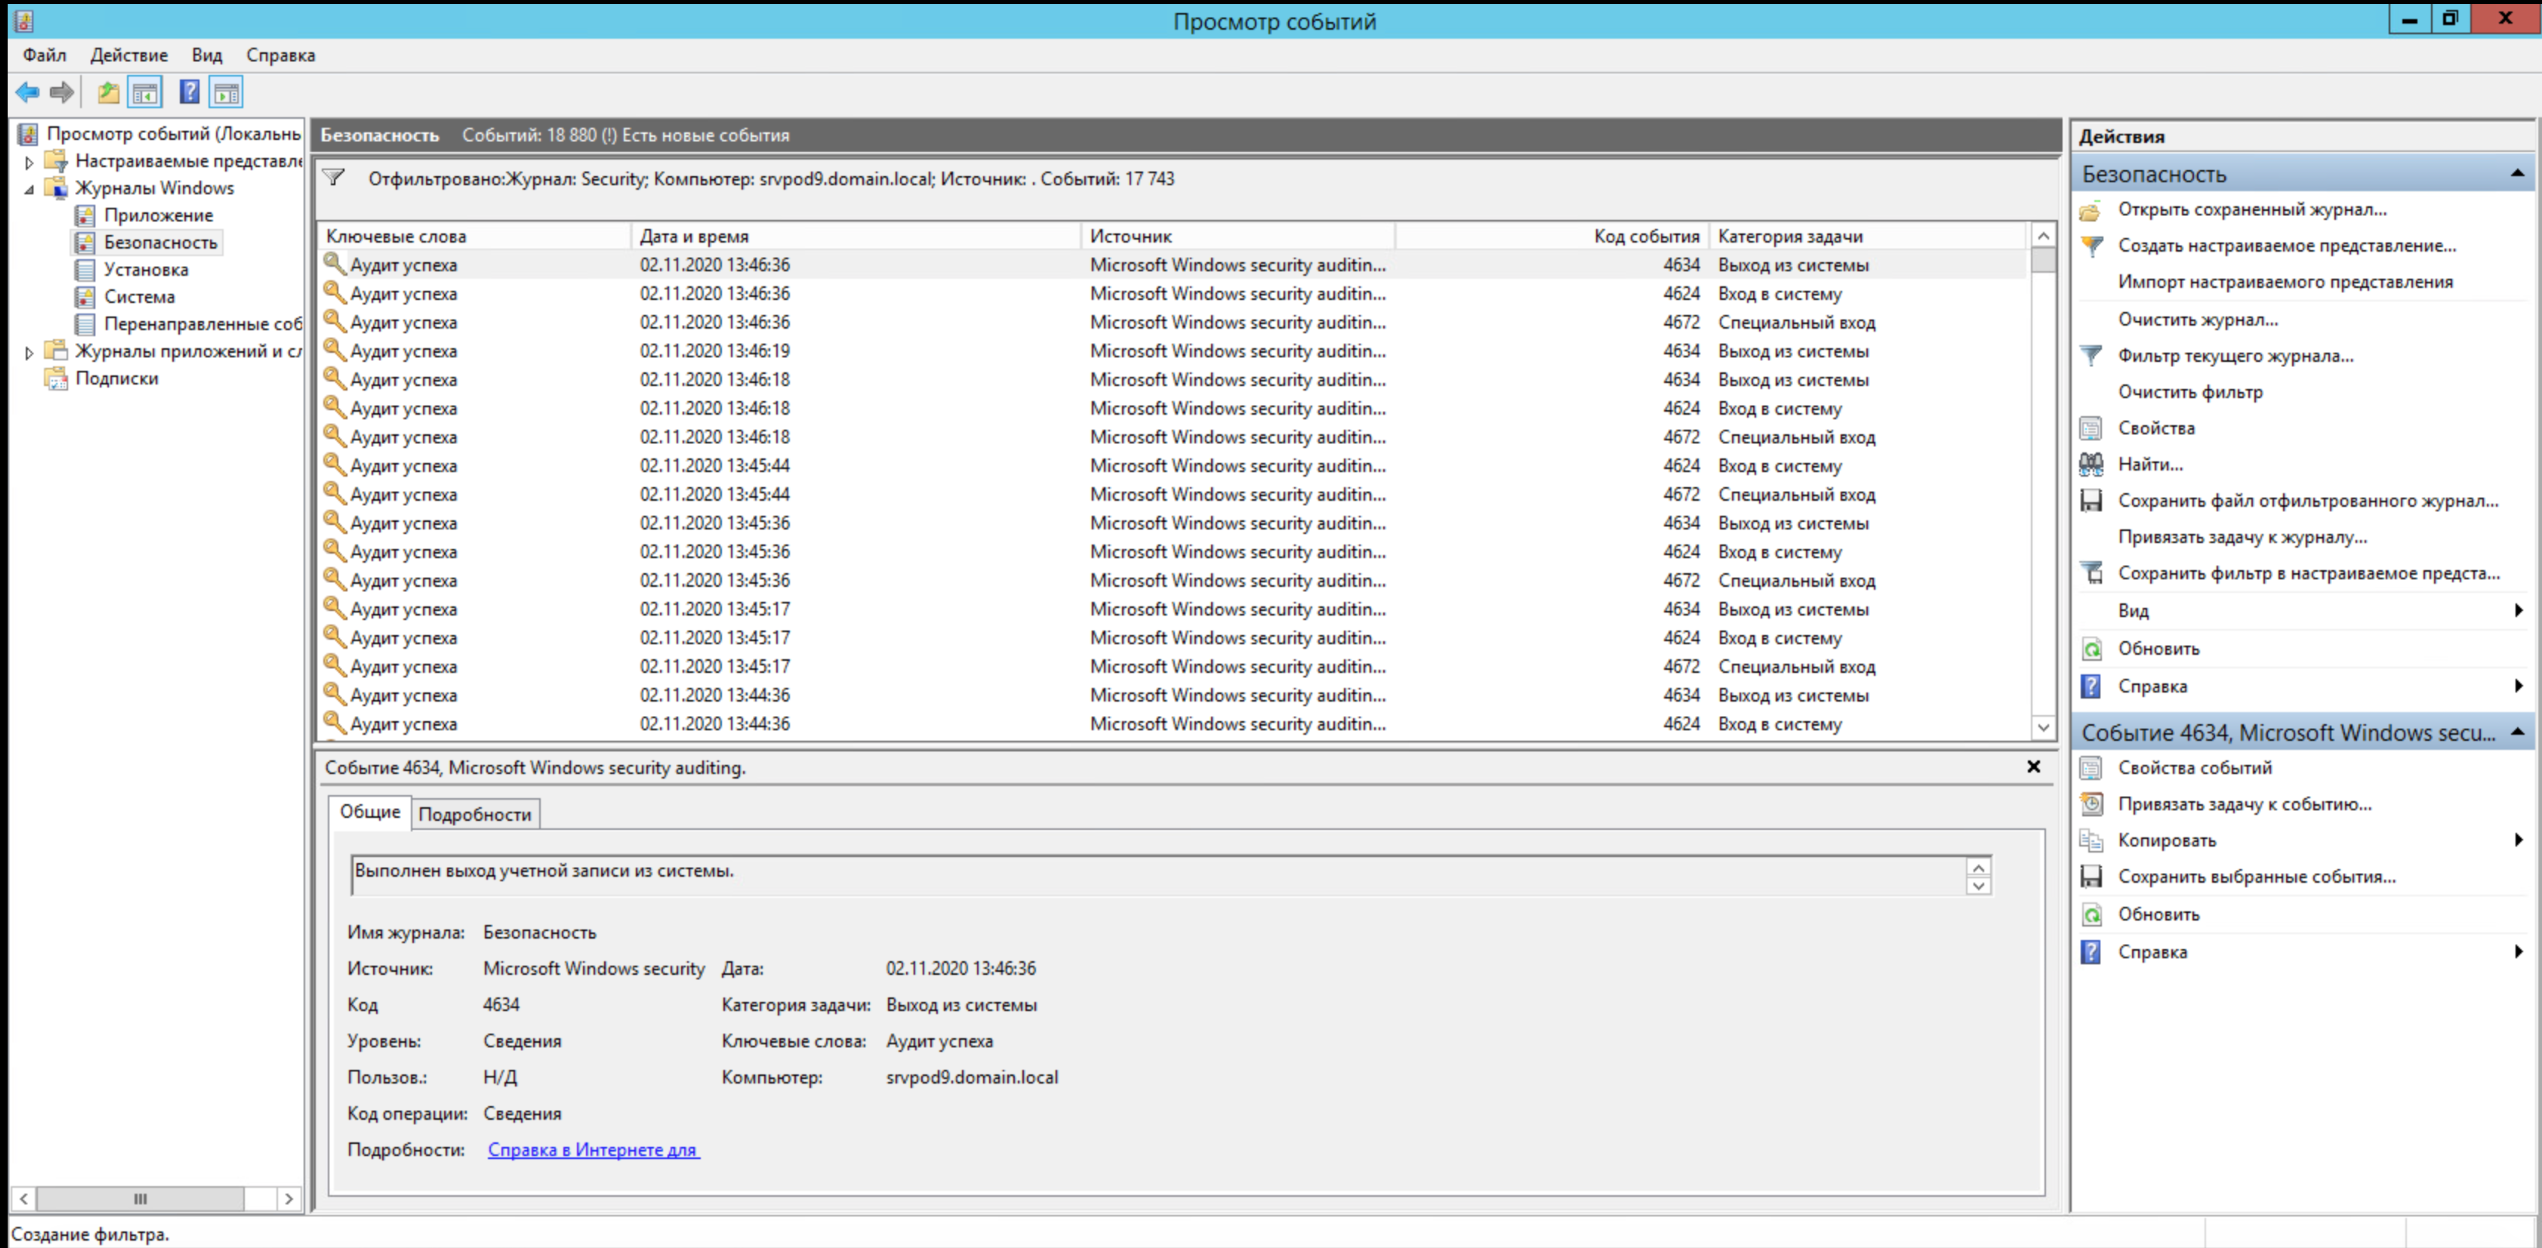 Просмотр событий
Файл Действие Вид Справка
Просмотр событий (Локальнь
Настраиваемые представле
Журналы Windows
Приложение
Безопасность
Установка
Система
Перенаправленные соб
Журналы приложений и сл
Подписки
Безопасность Событий: 18 880 (!) Есть новые события
Отфильтровано:Журнал: Security; Компьютер: srvpod9.domain.local; Источник: . Событий: 17 743
Ключевые слова Дата и время Источник Код события Категория задачи
Аудит успеха 02.11.2020 13:46:36 Microsoft Windows security auditin... 4634 Выход из системы
Аудит успеха 02.11.2020 13:46:36 Microsoft Windows security auditin... 4624 Вход в систему
Аудит успеха 02.11.2020 13:46:36 Microsoft Windows security auditin... 4672 Специальный вход
Аудит успеха 02.11.2020 13:46:19 Microsoft Windows security auditin... 4634 Выход из системы
Аудит успеха 02.11.2020 13:46:18 Microsoft Windows security auditin... 4634 Выход из системы
Аудит успеха 02.11.2020 13:46:18 Microsoft Windows security auditin... 4624 Вход в систему
Аудит успеха 02.11.2020 13:46:18 Microsoft Windows security auditin... 4672 Специальный вход
Аудит успеха 02.11.2020 13:45:44 Microsoft Windows security auditin... 4624 Вход в систему
Аудит успеха 02.11.2020 13:45:44 Microsoft Windows security auditin... 4672 Специальный вход
Аудит успеха 02.11.2020 13:45:36 Microsoft Windows security auditin... 4634 Выход из системы
Аудит успеха 02.11.2020 13:45:36 Microsoft Windows security auditin... 4624 Вход в систему
Аудит успеха 02.11.2020 13:45:36 Microsoft Windows security auditin... 4672 Специальный вход
Аудит успеха 02.11.2020 13:45:17 Microsoft Windows security auditin... 4634 Выход из системы
Аудит успеха 02.11.2020 13:45:17 Microsoft Windows security auditin... 4624 Вход в систему
Аудит успеха 02.11.2020 13:45:17 Microsoft Windows security auditin... 4672 Специальный вход
Аудит успеха 02.11.2020 13:44:36 Microsoft Windows security auditin... 4634 Выход из системы
Аудит успеха 02.11.2020 13:44:36 Microsoft Windows security auditin... 4624 Вход в систему
Событие 4634, Microsoft Windows security auditing.
Общие Подробности
Выполнен выход учетной записи из системы.
Имя журнала: Безопасность
Источник: Microsoft Windows security Дата: 02.11.2020 13:46:36
Код 4634 Категория задачи: Выход из системы
Уровень: Сведения Ключевые слова: Аудит успеха
Пользов.: Н/Д Компьютер: srvpod9.domain.local
Код операции: Сведения
Подробности: Справка в Интернете для
Действия
Безопасность
Открыть сохраненный журнал...
Создать настраиваемое представление...
Импорт настраиваемого представления
Очистить журнал...
Фильтр текущего журнала...
Очистить фильтр
Свойства
Найти...
Сохранить файл отфильтрованного журнал...
Привязать задачу к журналу...
Сохранить фильтр в настраиваемое предста...
Вид
Обновить
Справка
Событие 4634, Microsoft Windows secu...
Свойства событий
Привязать задачу к событию...
Копировать
Сохранить выбранные события...
Обновить
Справка
Создание фильтра.